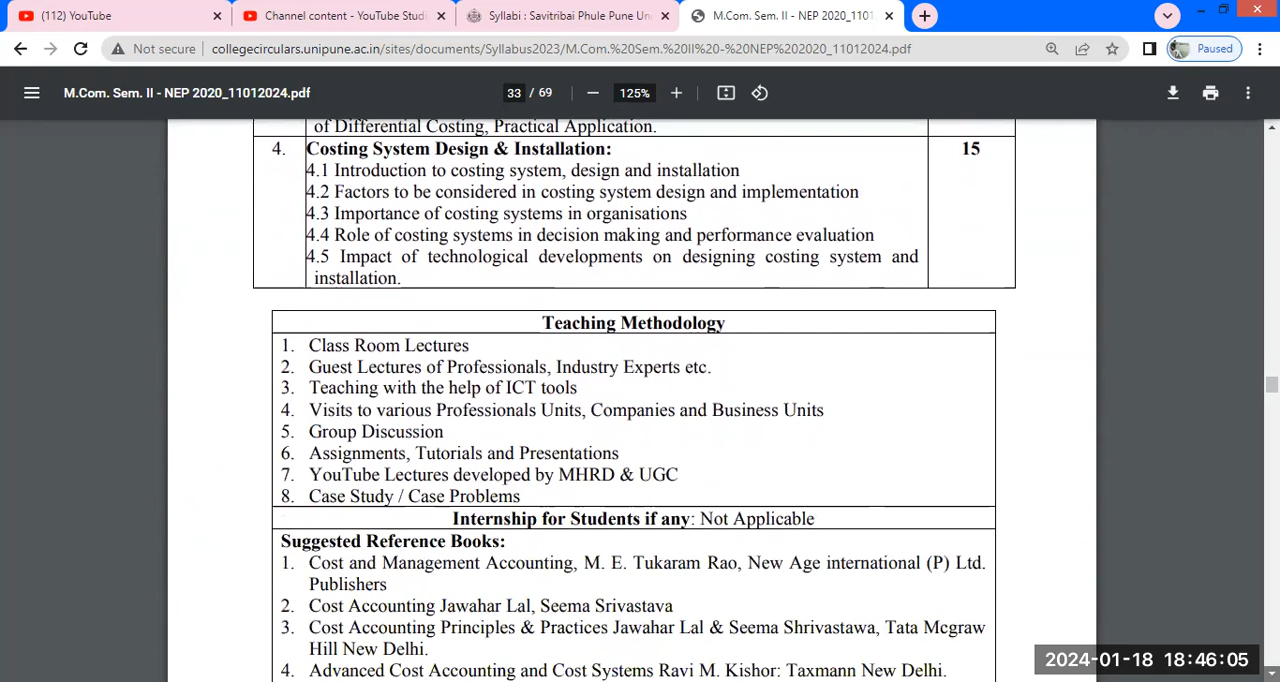 (112) YouTube
Channel content - YouTube Studi
Syllabi : Savitribai Phule Pune Un
M.Com. Sem. II - NEP 2020_1101
Not secure
collegecirculars.unipune.ac.in/sites/documents/Syllabus2023/M.Com.%20Sem.%20II%20-%20NEP%202020_11012024.pdf
Paused
M.Com. Sem. II - NEP 2020_11012024.pdf
33 / 69
125%
of Differential Costing, Practical Application.
4. Costing System Design & Installation: 15
4.1 Introduction to costing system, design and installation
4.2 Factors to be considered in costing system design and implementation
4.3 Importance of costing systems in organisations
4.4 Role of costing systems in decision making and performance evaluation
4.5 Impact of technological developments on designing costing system and
installation.
Teaching Methodology
1. Class Room Lectures
2. Guest Lectures of Professionals, Industry Experts etc.
3. Teaching with the help of ICT tools
4. Visits to various Professionals Units, Companies and Business Units
5. Group Discussion
6. Assignments, Tutorials and Presentations
7. YouTube Lectures developed by MHRD & UGC
8. Case Study / Case Problems
Internship for Students if any: Not Applicable
Suggested Reference Books:
1. Cost and Management Accounting, M. E. Tukaram Rao, New Age international (P) Ltd.
Publishers
2. Cost Accounting Jawahar Lal, Seema Srivastava
3. Cost Accounting Principles & Practices Jawahar Lal & Seema Shrivastawa, Tata Mcgraw
Hill New Delhi.
4. Advanced Cost Accounting and Cost Systems Ravi M. Kishor: Taxmann New Delhi.
2024-01-18 18:46:05